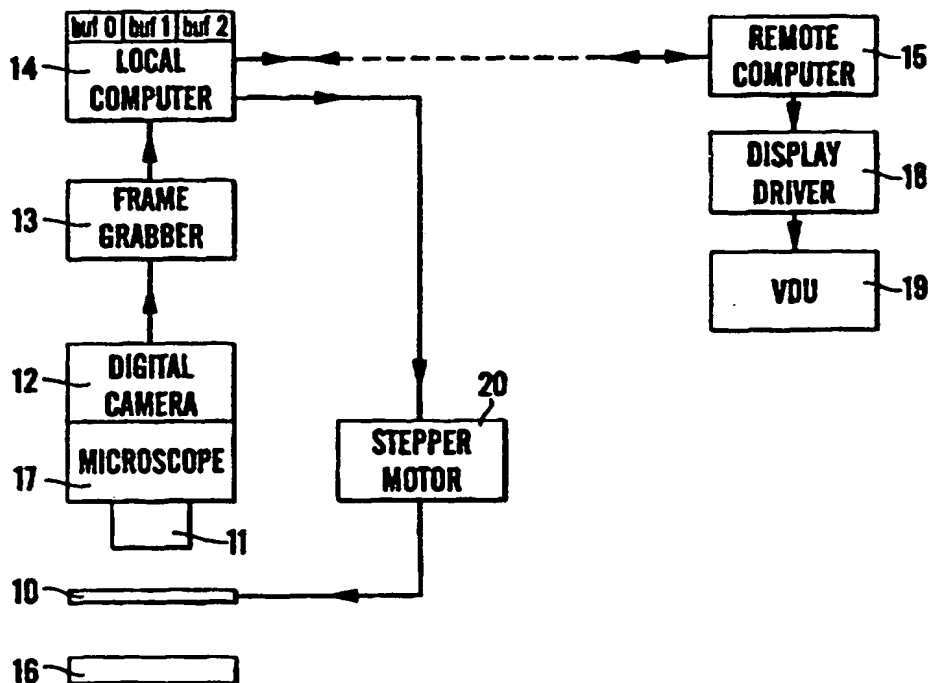 buf 0 buf 1 buf 2
14
LOCAL
COMPUTER
REMOTE
COMPUTER
15
13
FRAME
GRABBER
DISPLAY
DRIVER
18
VDU
19
12
DIGITAL
CAMERA
17
MICROSCOPE
11
20
STEPPER
MOTOR
10
16